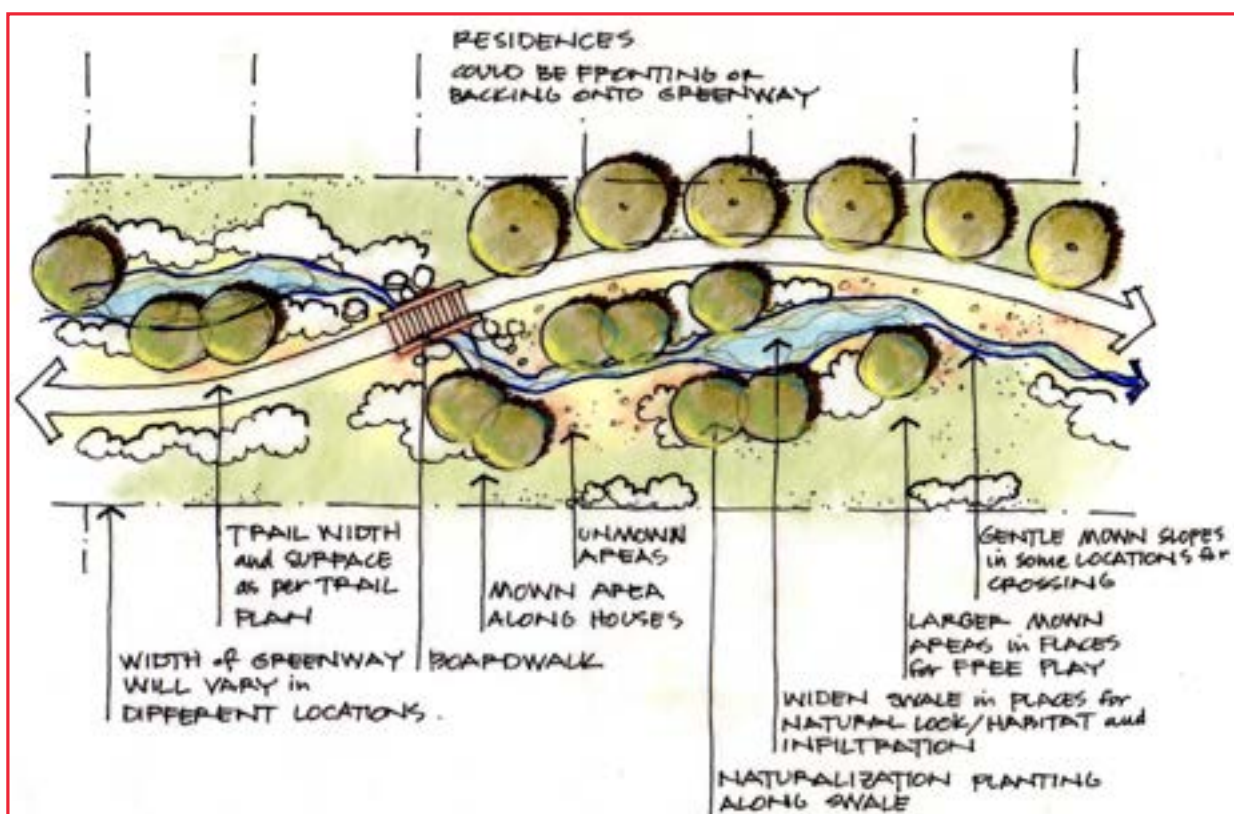 RESIDENCES
COULD BE FRONTING OR
BACKING ONTO GREENWAY
TRAIL WIDTH
and SURFACE
as per TRAIL
PLAN
UNMOWN
AREAS
GENTLE MOWN SLOPES
in some LOCATIONS for
CROSSING
MOWN AREA
ALONG HOUSES
LARGER MOWN
AREAS in PLACES
for FREE PLAY
WIDTH of GREENWAY
WILL VARY in
DIFFERENT LOCATIONS.
BOARDWALK
WIDEN SWALE in PLACES for
NATURAL LOOK/HABITAT and
INFILTRATION
NATURALIZATION PLANTING
ALONG SWALE